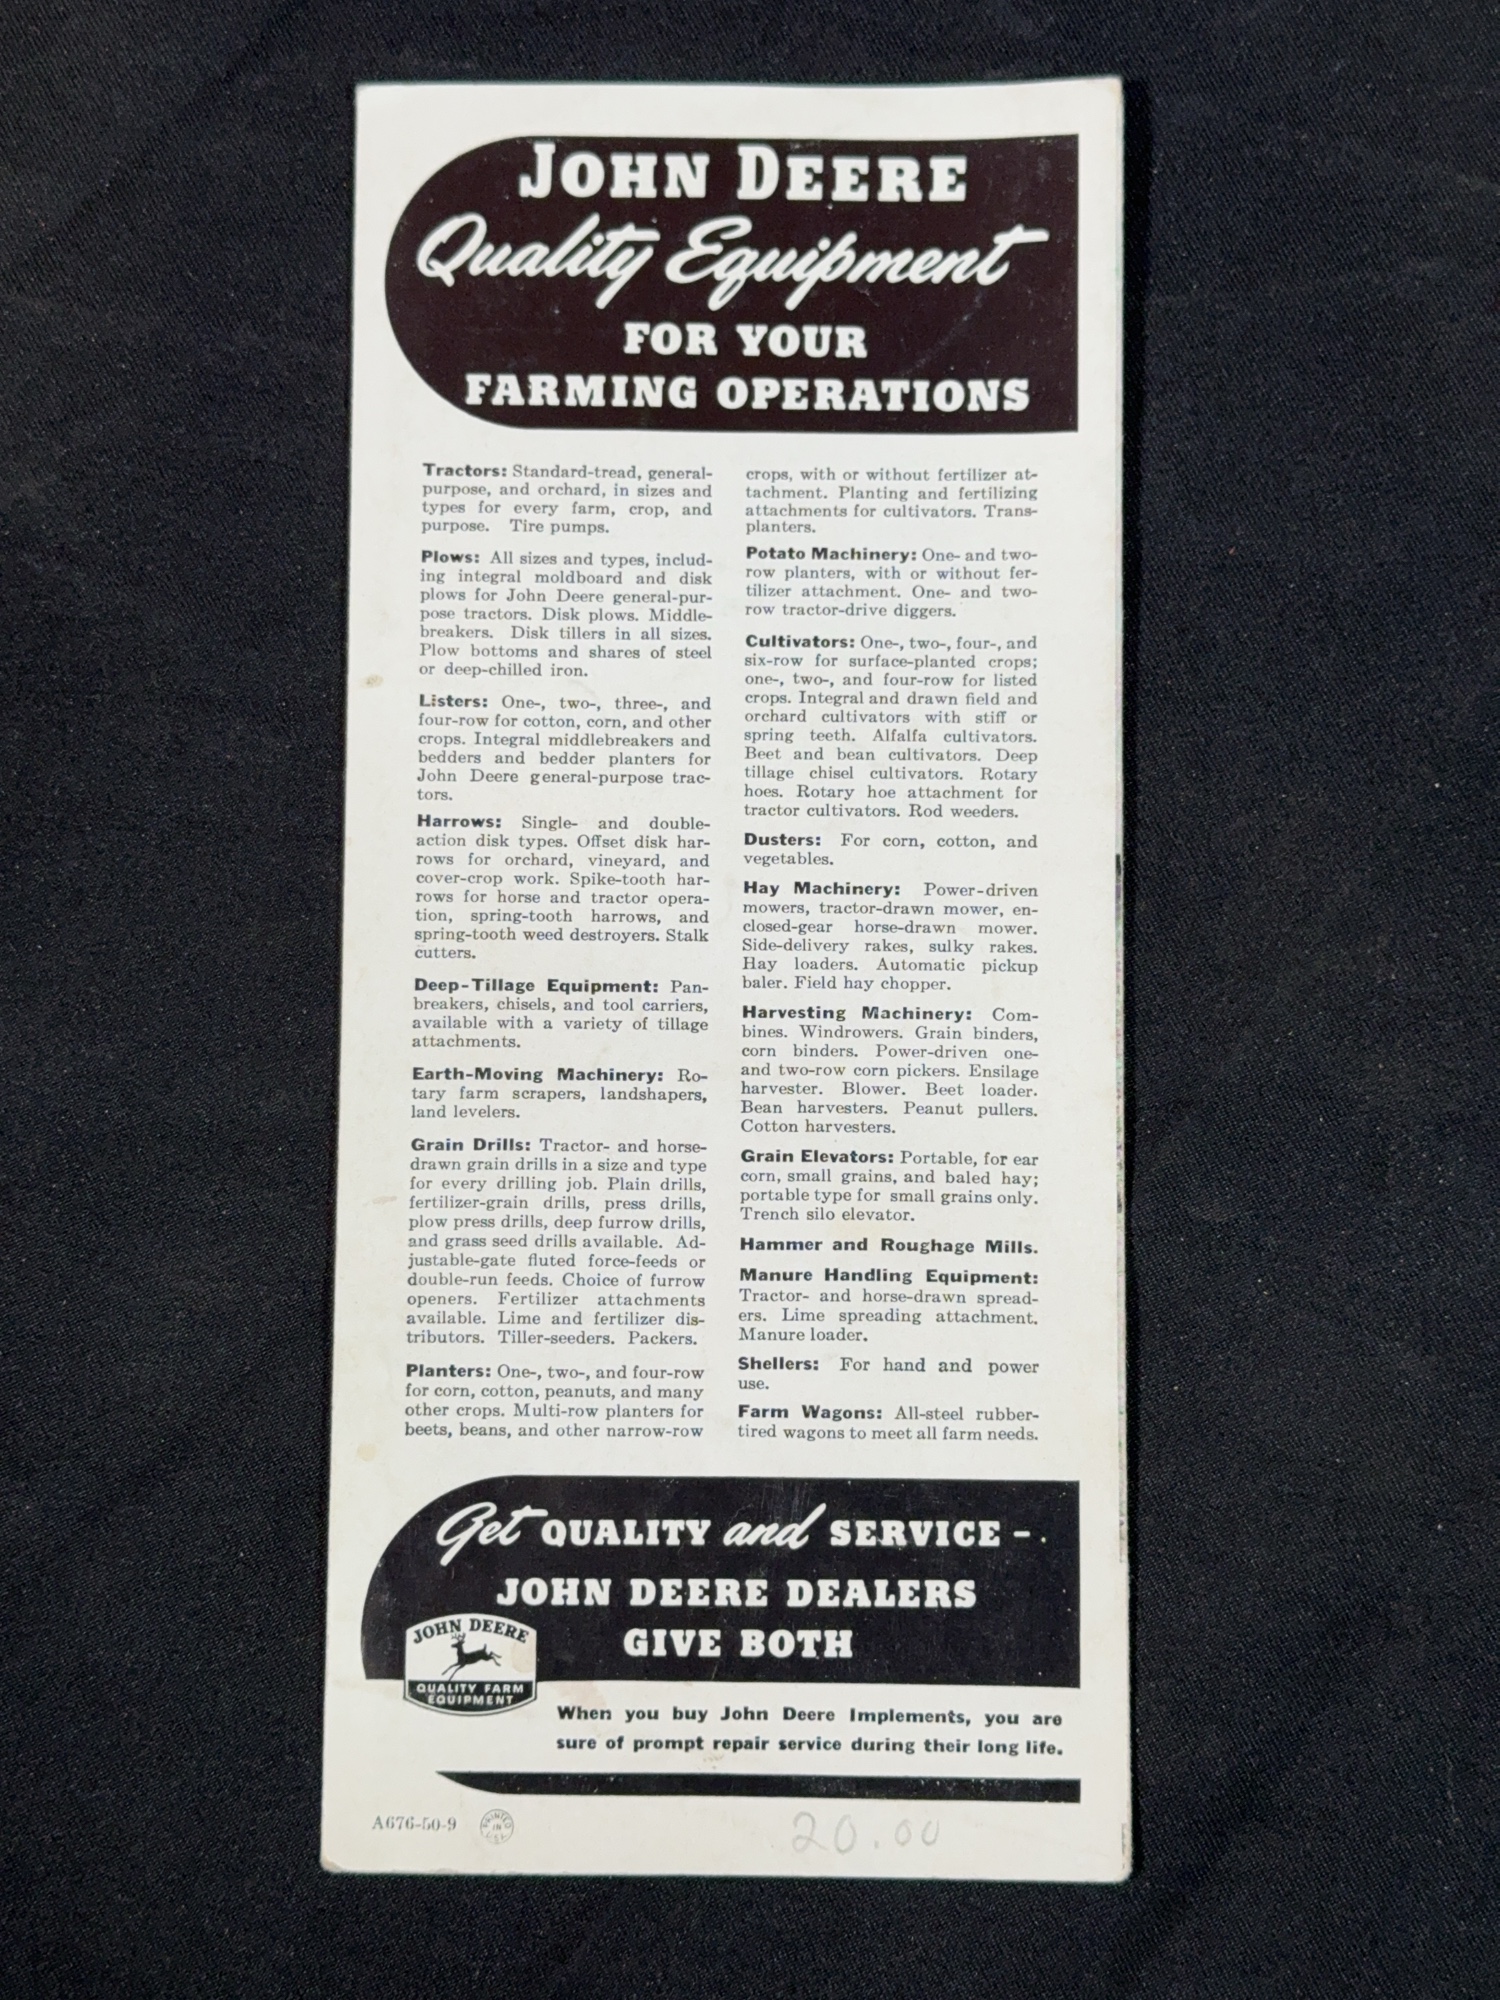 JOHN DEERE
Quality Equipment
FOR YOUR
FARMING OPERATIONS
Tractors: Standard-tread, general-
purpose, and orchard, in sizes and
types for every farm, crop, and
purpose. Tire pumps.
Plows: All sizes and types, includ-
ing integral moldboard and disk
plows for John Deere general-pur-
pose tractors. Disk plows. Middle-
breakers. Disk tillers in all sizes.
Plow bottoms and shares of steel
or deep-chilled iron.
Listers: One-, two-, three-, and
four-row for cotton, corn, and other
crops. Integral middlebreakers and
bedders and bedder planters for
John Deere general-purpose trac-
tors.
Harrows: Single- and double-
action disk types. Offset disk har-
rows for orchard, vineyard, and
cover-crop work. Spike-tooth har-
rows for horse and tractor opera-
tion, spring-tooth harrows, and
spring-tooth weed destroyers. Stalk
cutters.
Deep-Tillage Equipment: Pan-
breakers, chisels, and tool carriers,
available with a variety of tillage
attachments.
Earth-Moving Machinery: Ro-
tary farm scrapers, landshapers,
land levelers.
Grain Drills: Tractor- and horse-
drawn grain drills in a size and type
for every drilling job. Plain drills,
fertilizer-grain drills, press drills,
plow press drills, deep furrow drills,
and grass seed drills available. Ad-
justable-gate fluted force-feeds or
double-run feeds. Choice of furrow
openers. Fertilizer attachments
available. Lime and fertilizer dis-
tributors. Tiller-seeders. Packers.
Planters: One-, two-, and four-row
for corn, cotton, peanuts, and many
other crops. Multi-row planters for
beets, beans, and other narrow-row
crops, with or without fertilizer at-
tachment. Planting and fertilizing
attachments for cultivators. Trans-
planters.
Potato Machinery: One- and two-
row planters, with or without fer-
tilizer attachment. One- and two-
row tractor-drive diggers.
Cultivators: One-, two-, four-, and
six-row for surface-planted crops;
one-, two-, and four-row for listed
crops. Integral and drawn field and
orchard cultivators with stiff or
spring teeth. Alfalfa cultivators.
Beet and bean cultivators. Deep
tillage chisel cultivators. Rotary
hoes. Rotary hoe attachment for
tractor cultivators. Rod weeders.
Dusters: For corn, cotton, and
vegetables.
Hay Machinery: Power-driven
mowers, tractor-drawn mower, en-
closed-gear horse-drawn mower.
Side-delivery rakes, sulky rakes.
Hay loaders. Automatic pickup
baler. Field hay chopper.
Harvesting Machinery: Com-
bines. Windrowers. Grain binders,
corn binders. Power-driven one-
and two-row corn pickers. Ensilage
harvester. Blower. Beet loader.
Bean harvesters. Peanut pullers.
Cotton harvesters.
Grain Elevators: Portable, for ear
corn, small grains, and baled hay;
portable type for small grains only.
Trench silo elevator.
Hammer and Roughage Mills.
Manure Handling Equipment:
Tractor- and horse-drawn spread-
ers. Lime spreading attachment.
Manure loader.
Shellers: For hand and power
use.
Farm Wagons: All-steel rubber-
tired wagons to meet all farm needs.
Get QUALITY and SERVICE -
JOHN DEERE DEALERS
GIVE BOTH
JOHN DEERE
QUALITY FARM
EQUIPMENT
When you buy John Deere Implements, you are
sure of prompt repair service during their long life.
A676-50-9
PRINTED
IN
U.S.A.
20.00